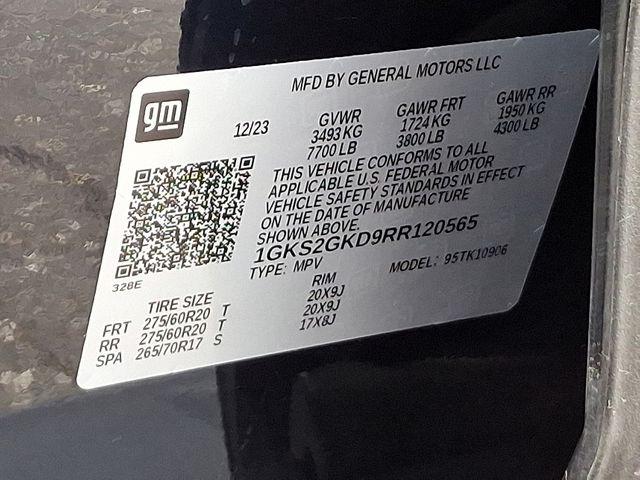 MFD BY GENERAL MOTORS LLC
gm
12/23
GVWR GAWR FRT GAWR RR
3493 KG 1724 KG 1950 KG
7700 LB 3800 LB 4300 LB
THIS VEHICLE CONFORMS TO ALL
APPLICABLE U.S. FEDERAL MOTOR
VEHICLE SAFETY STANDARDS IN EFFECT
ON THE DATE OF MANUFACTURE
SHOWN ABOVE.
1GKS2GKD9RR120565
TYPE: MPV MODEL: 95TK10906
328E
TIRE SIZE RIM
FRT 275/60R20 T 20X9J
RR 275/60R20 T 20X9J
SPA 265/70R17 S 17X8J